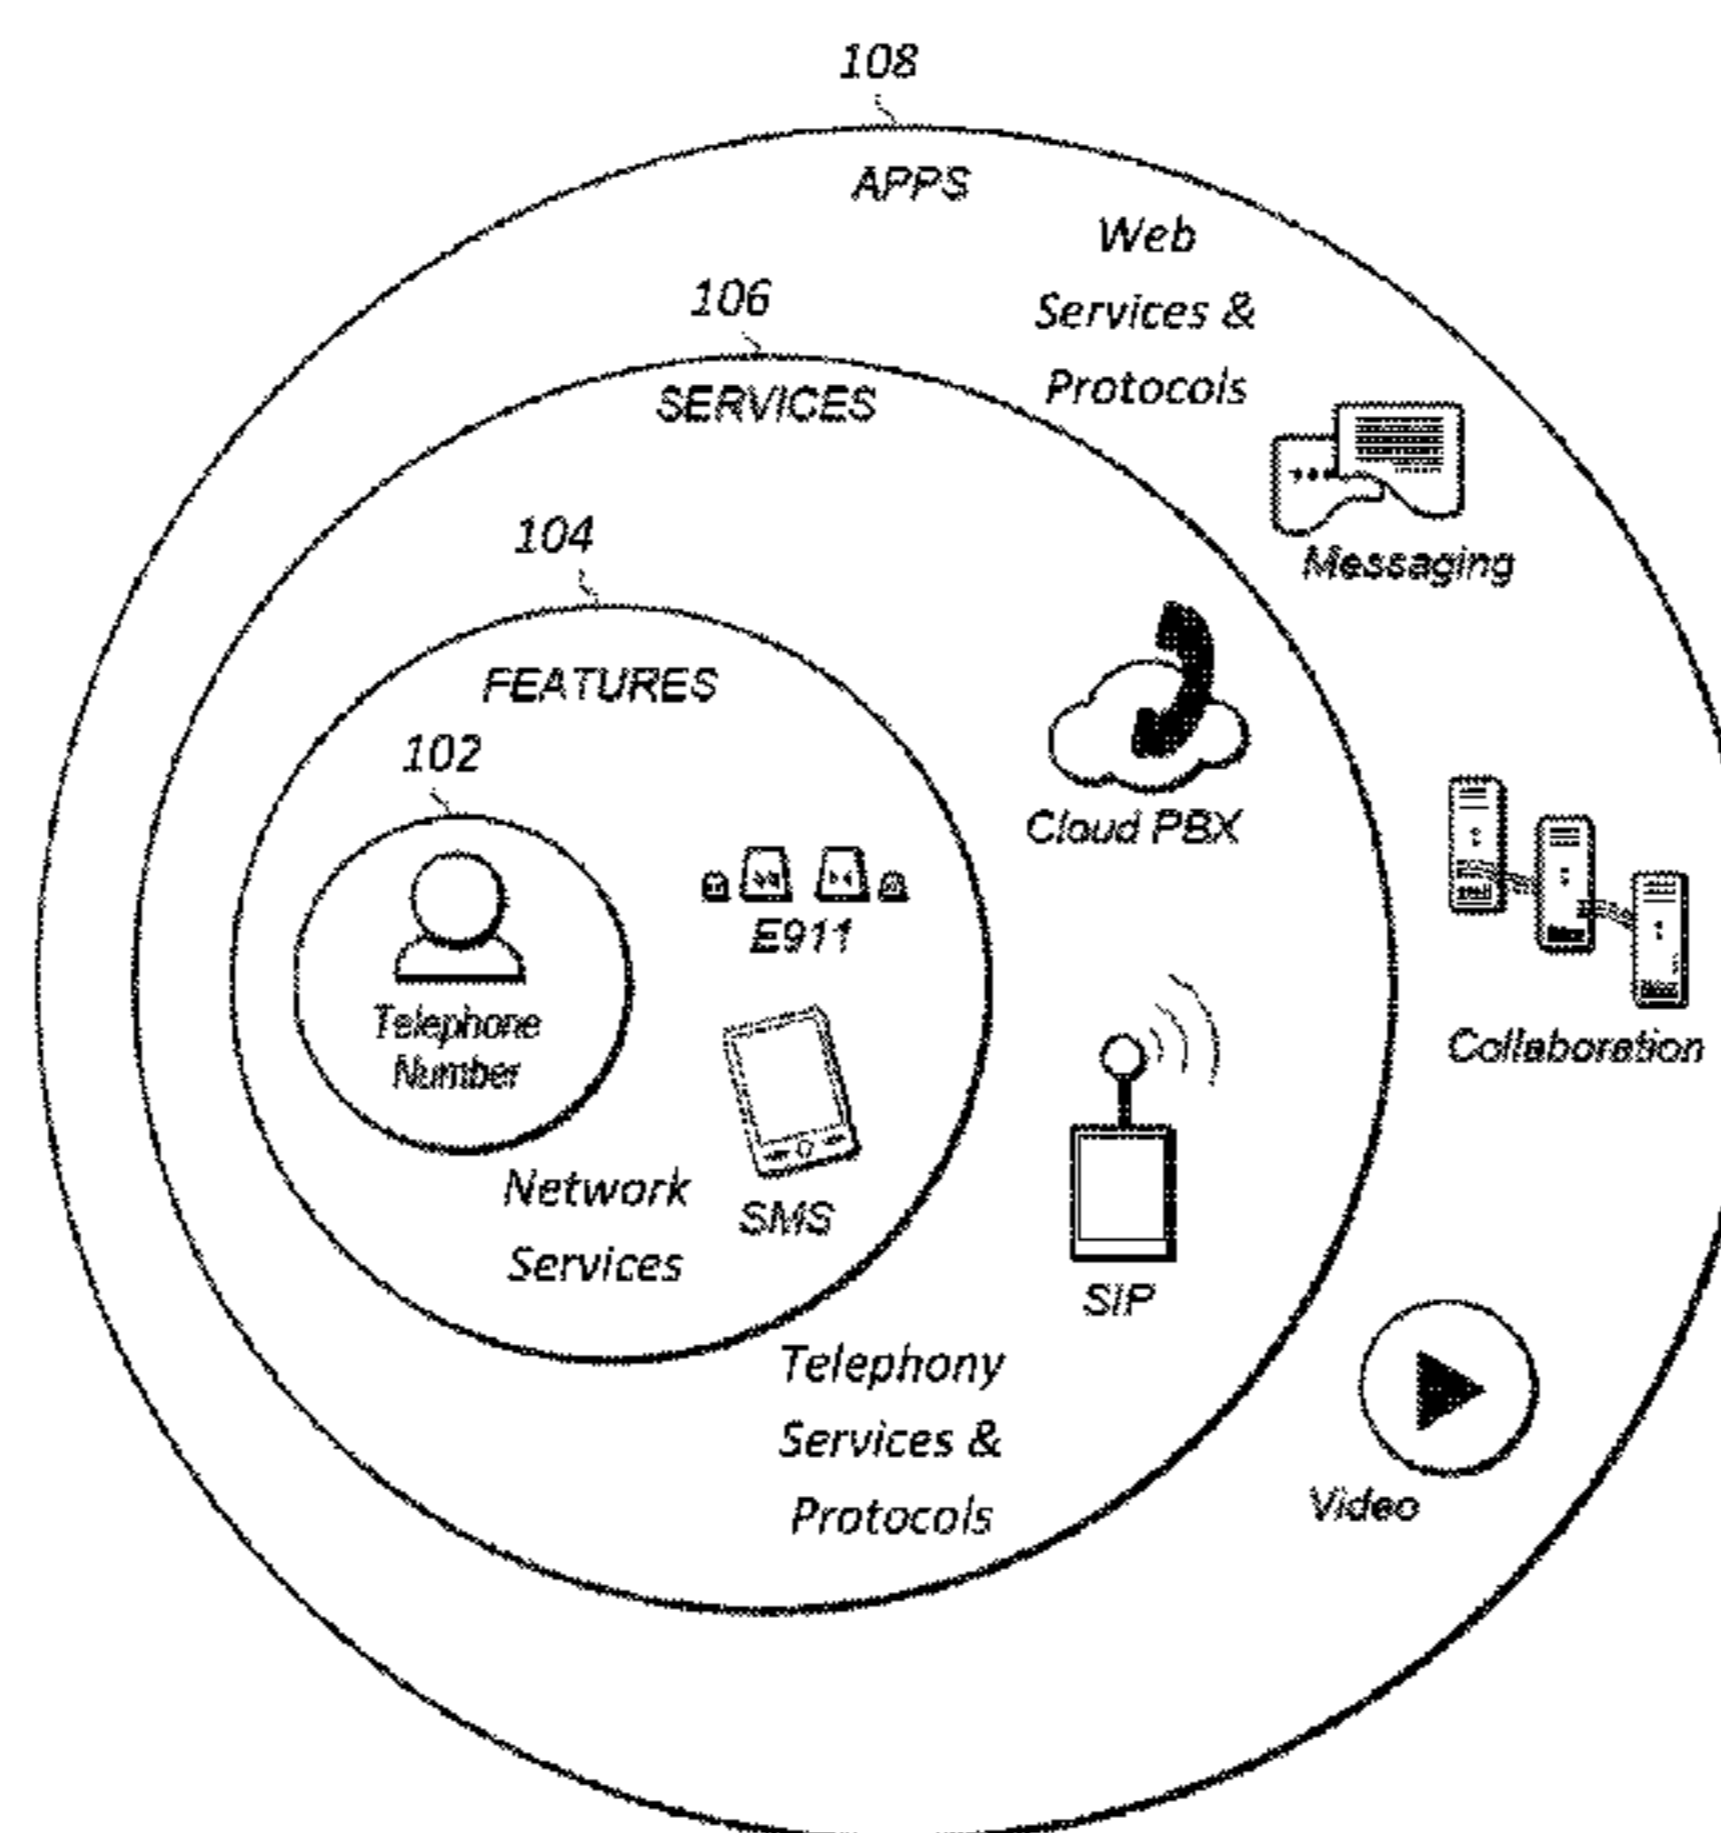 108
APPS
Web
Services &
Protocols
106
SERVICES
Messaging
104
FEATURES
Cloud PBX
102
E911
Telephone
Number
Collaboration
Network
Services
SMS
SIP
Telephony
Services &
Protocols
Video